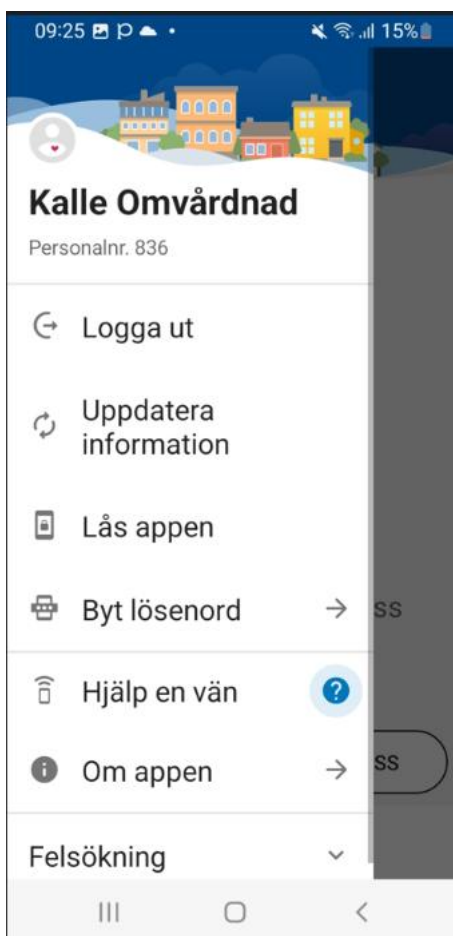 09:25
15%
Kalle Omvårdnad
Personalnr. 836
Logga ut
Uppdatera
information
Lås appen
Byt lösenord
ss
Hjälp en vän
?
Om appen
ss
Felsökning